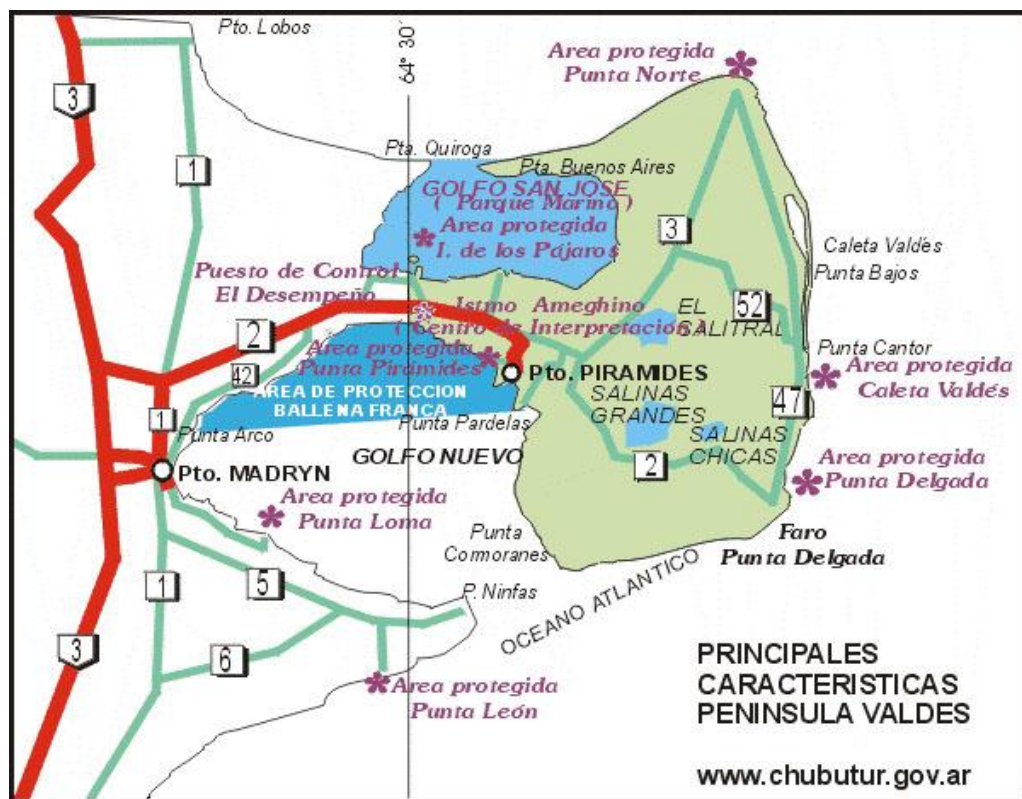 Pto. Lobos
64° 30'
Area protegida
Punta Norte
3
1
Pta. Quiroga
Pta. Buenos Aires
GOLFO SAN JOSE
( Parque Marino )
Area protegida
I. de los Pájaros
3
Caleta Valdés
Punta Bajos
Puesto de Control
El Desempeño
Istmo Ameghino
( Centro de Interpretación )
EL
SALITRAL
52
2
42
Area protegida
Punta Pirámides
Pto. PIRAMIDES
Punta Cantor
Area protegida
Caleta Valdés
AREA DE PROTECCION
BALLENA FRANCA
SALINAS
GRANDES
47
1
Punta Arco
Punta Pardelas
SALINAS
CHICAS
GOLFO NUEVO
2
Pto. MADRYN
Area protegida
Punta Delgada
Area protegida
Punta Loma
Punta
Cormoranes
Faro
Punta Delgada
1
5
P. Ninfas
OCEANO ATLANTICO
3
6
Area protegida
Punta León
PRINCIPALES
CARACTERISTICAS
PENINSULA VALDES
www.chubutur.gov.ar